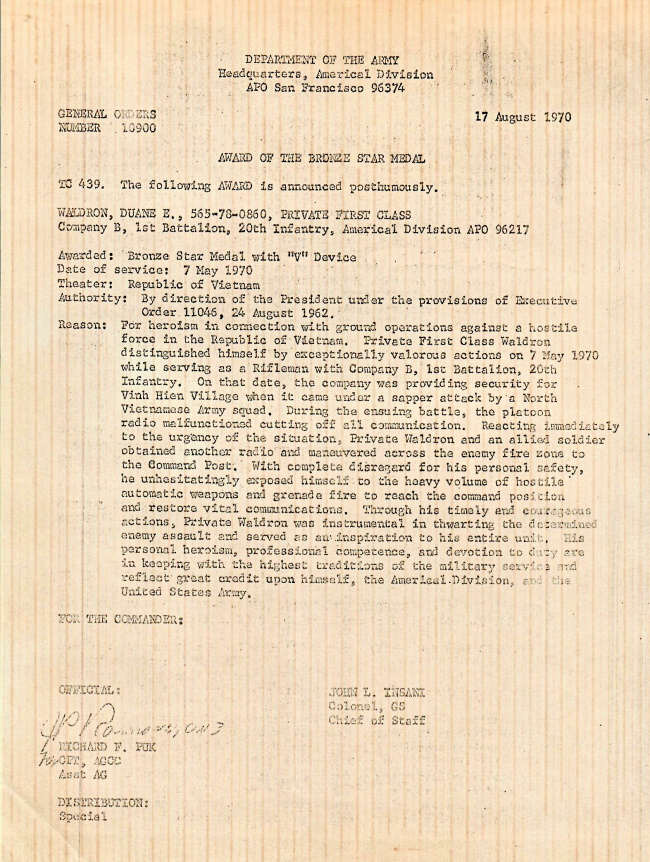 DEPARTMENT OF THE ARMY
Headquarters, Americal Division
APO San Francisco 96374
GENERAL ORDERS
NUMBER 10900
17 August 1970
AWARD OF THE BRONZE STAR MEDAL
TC 439. The following AWARD is announced posthumously.
WALDRON, DUANE E., 565-78-0860, PRIVATE FIRST CLASS
Company B, 1st Battalion, 20th Infantry, Americal Division APO 96217
Awarded: Bronze Star Medal with "V" Device
Date of service: 7 May 1970
Theater: Republic of Vietnam
Authority: By direction of the President under the provisions of Executive
Order 11046, 24 August 1962.
Reason: For heroism in connection with ground operations against a hostile
force in the Republic of Vietnam. Private First Class Waldron
distinguished himself by exceptionally valorous actions on 7 May 1970
while serving as a Rifleman with Company B, 1st Battalion, 20th
Infantry. On that date, the company was providing security for
Vinh Hien Village when it came under a sapper attack by a North
Vietnamese Army squad. During the ensuing battle, the platoon
radio malfunctioned cutting off all communication. Reacting immediately
to the urgency of the situation, Private Waldron and an allied soldier
obtained another radio and maneuvered across the enemy fire zone to
the Command Post. With complete disregard for his personal safety,
he unhesitatingly exposed himself to the heavy volume of hostile
automatic weapons and grenade fire to reach the command position
and restore vital communications. Through his timely and courageous
actions, Private Waldron was instrumental in thwarting the determined
enemy assault and served as an inspiration to his entire unit. His
personal heroism, professional competence, and devotion to duty are
in keeping with the highest traditions of the military service and
reflect great credit upon himself, the Americal Division, and the
United States Army.
FOR THE COMMANDER:
OFFICIAL:
JOHN L. INSANI
Colonel, GS
Chief of Staff
RICHARD F. PUK
CPT, AGCC
Asst AG
DISTRIBUTION:
Special